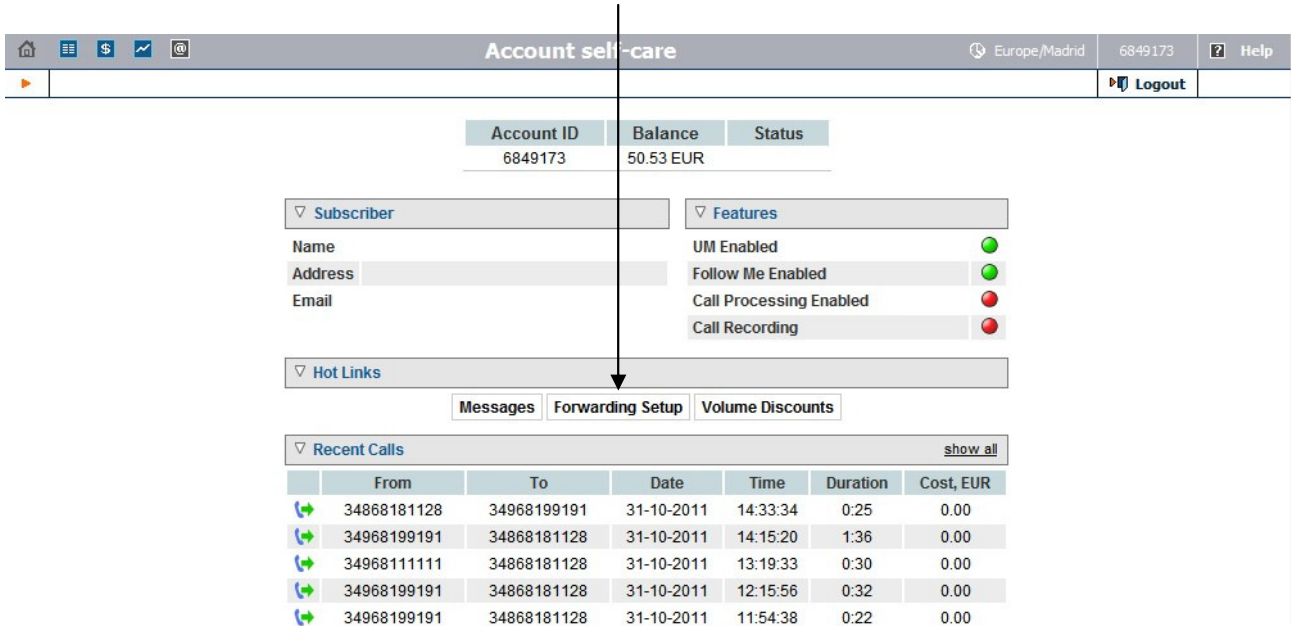 Account self-care Europe/Madrid 6849173 ? Help
Logout
Account ID Balance Status
6849173 50.53 EUR
Subscriber
Name
Address
Email
Features
UM Enabled
Follow Me Enabled
Call Processing Enabled
Call Recording
Hot Links
Messages Forwarding Setup Volume Discounts
Recent Calls show all
From To Date Time Duration Cost, EUR
34868181128 34968199191 31-10-2011 14:33:34 0:25 0.00
34968199191 34868181128 31-10-2011 14:15:20 1:36 0.00
34968111111 34868181128 31-10-2011 13:19:33 0:30 0.00
34968199191 34868181128 31-10-2011 12:15:56 0:32 0.00
34968199191 34868181128 31-10-2011 11:54:38 0:22 0.00